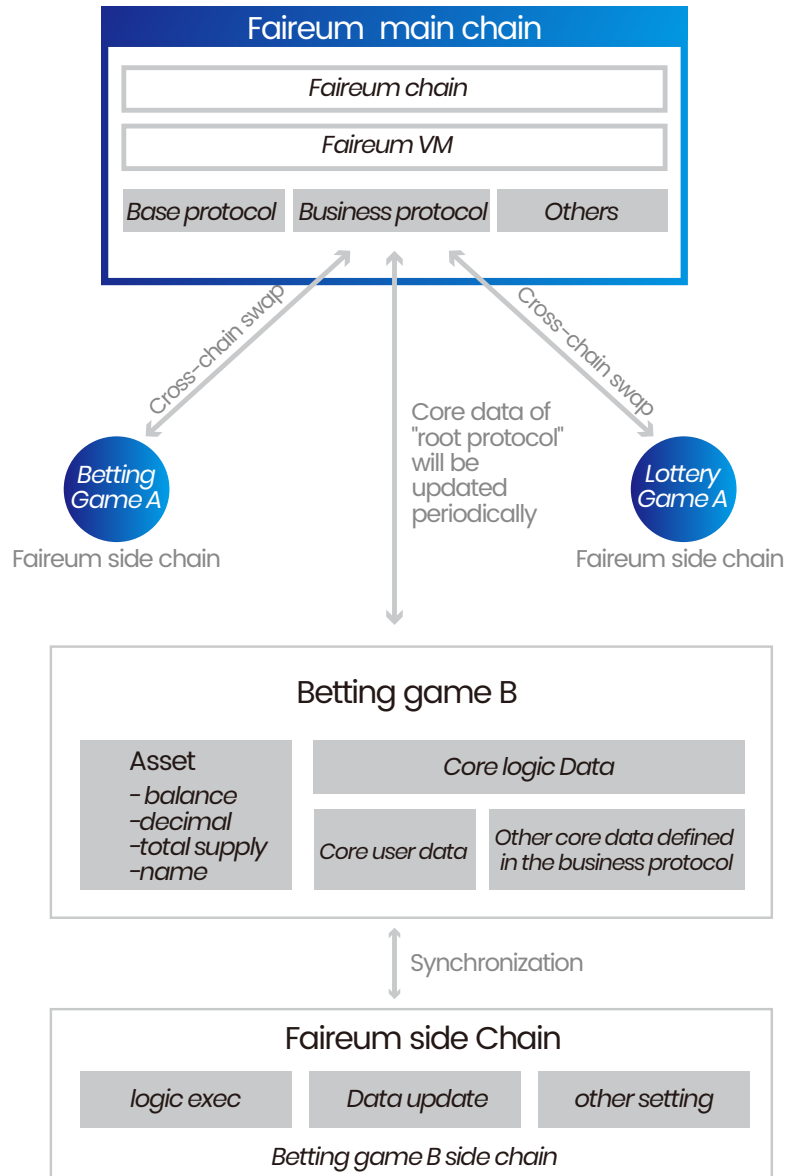 Faireum main chain
Faireum chain
Faireum VM
Base protocol
Business protocol
Others
Cross-chain swap
Cross-chain swap
Core data of
"root protocol"
will be
updated
periodically
Betting
Game A
Faireum side chain
Lottery
Game A
Faireum side chain
Betting game B
Asset
- balance
-decimal
-total supply
-name
Core logic Data
Core user data
Other core data defined
in the business protocol
Synchronization
Faireum side Chain
logic exec
Data update
other setting
Betting game B side chain